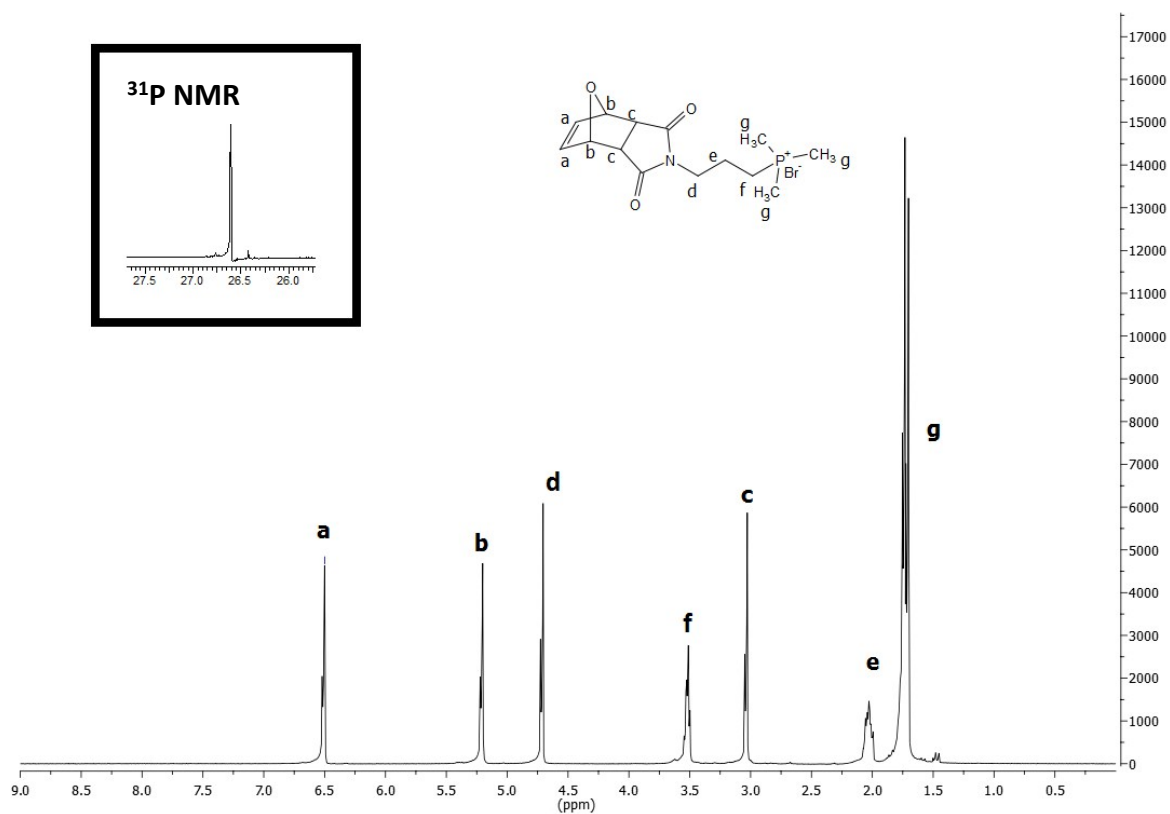 ³¹P NMR
27.5 27.0 26.5 26.0
O
b
a c O
g
H₃C
e g
P⁺ CH₃ g
N Br⁻
a b c
d f H₃C
O g
17000
16000
15000
14000
13000
12000
11000
10000
9000
8000
7000
6000
5000
4000
3000
2000
1000
0
a b d f c e g
9.0 8.5 8.0 7.5 7.0 6.5 6.0 5.5 5.0 4.5 4.0 3.5 3.0 2.5 2.0 1.5 1.0 0.5
(ppm)